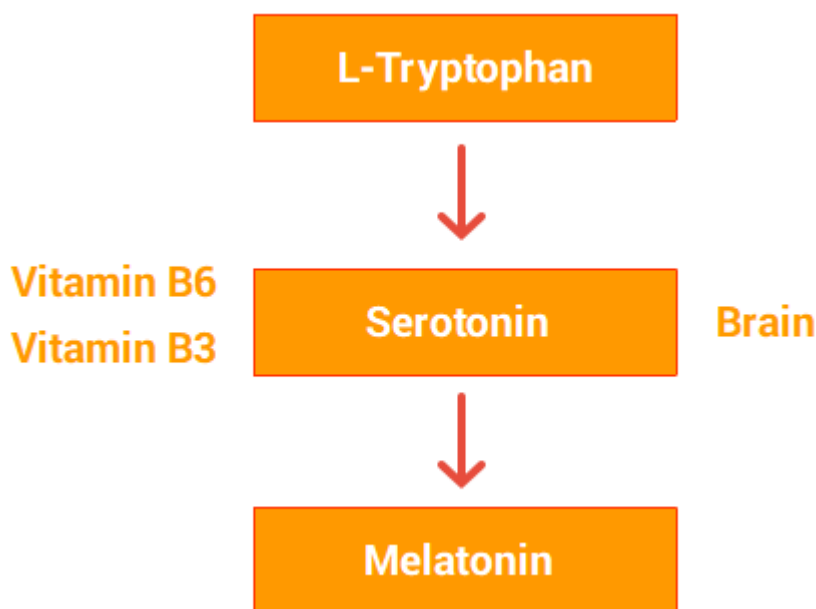 L-Tryptophan
Vitamin B6
Vitamin B3
Serotonin
Brain
Melatonin